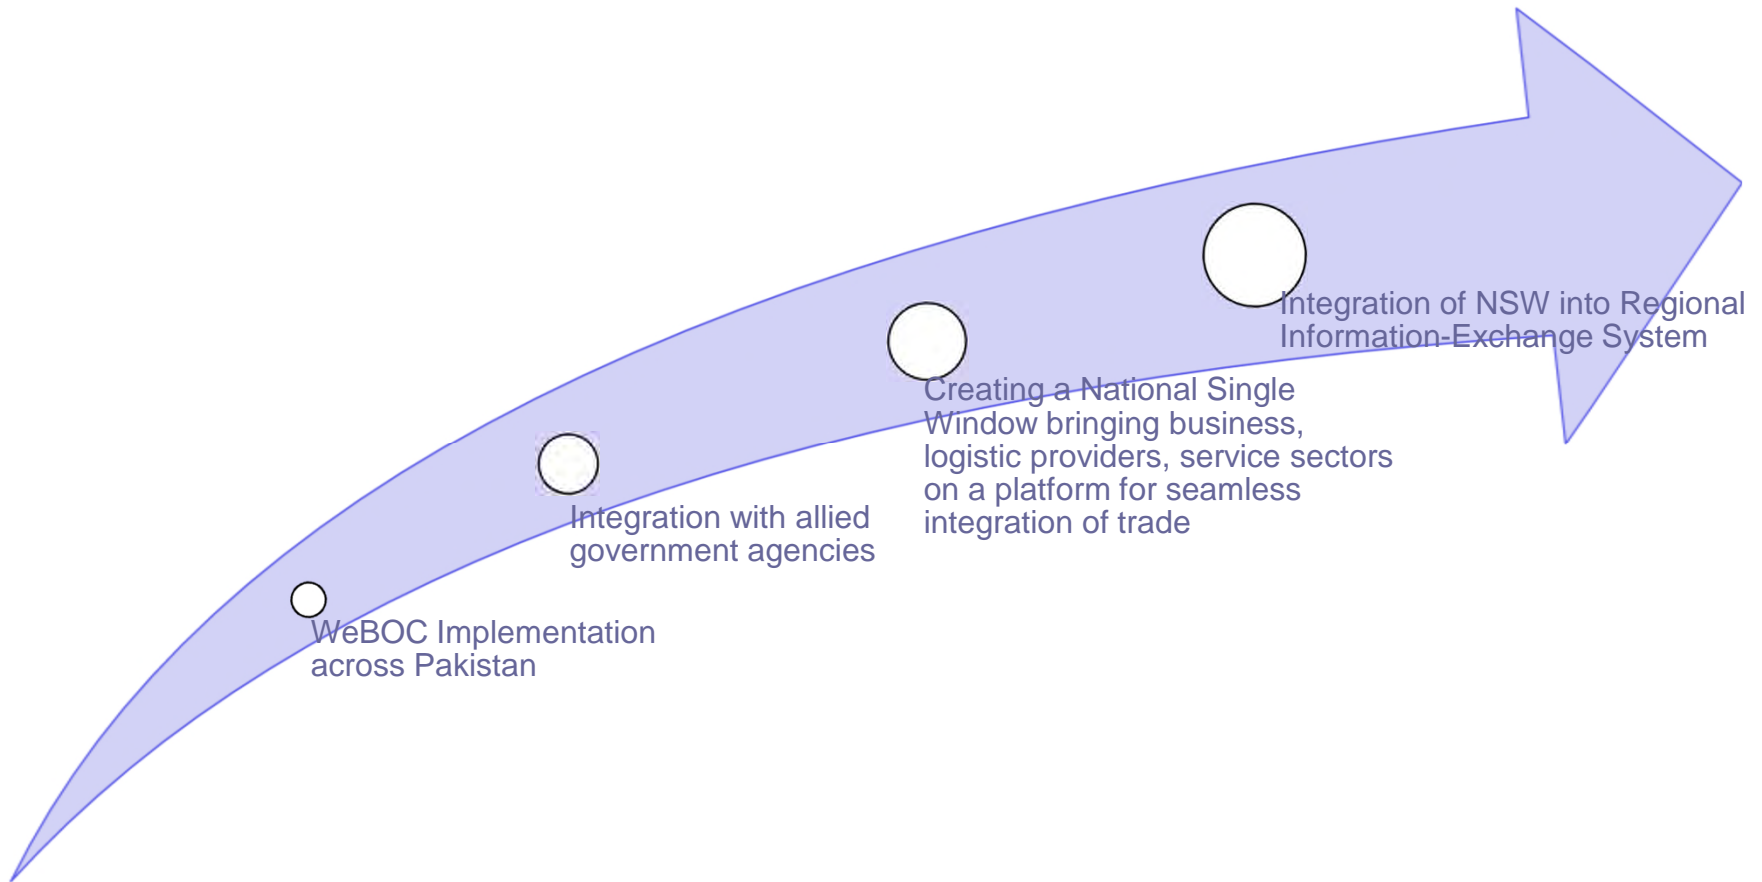 WeBOC Implementation
across Pakistan
Integration with allied
government agencies
Creating a National Single
Window bringing business,
logistic providers, service sectors
on a platform for seamless
integration of trade
Integration of NSW into Regional
Information-Exchange System